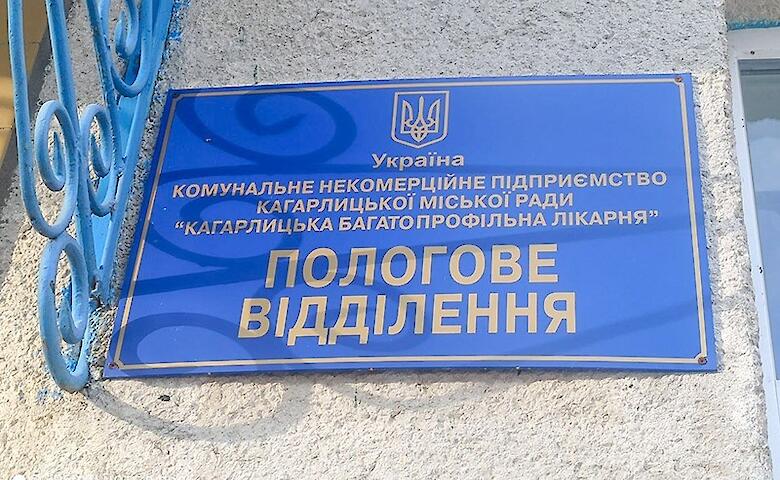 Україна
КОМУНАЛЬНЕ НЕКОМЕРЦІЙНЕ ПІДПРИЄМСТВО
КАГАРЛИЦЬКОЇ МІСЬКОЇ РАДИ
“КАГАРЛИЦЬКА БАГАТОПРОФІЛЬНА ЛІКАРНЯ”
ПОЛОГОВЕ
ВІДДІЛЕННЯ